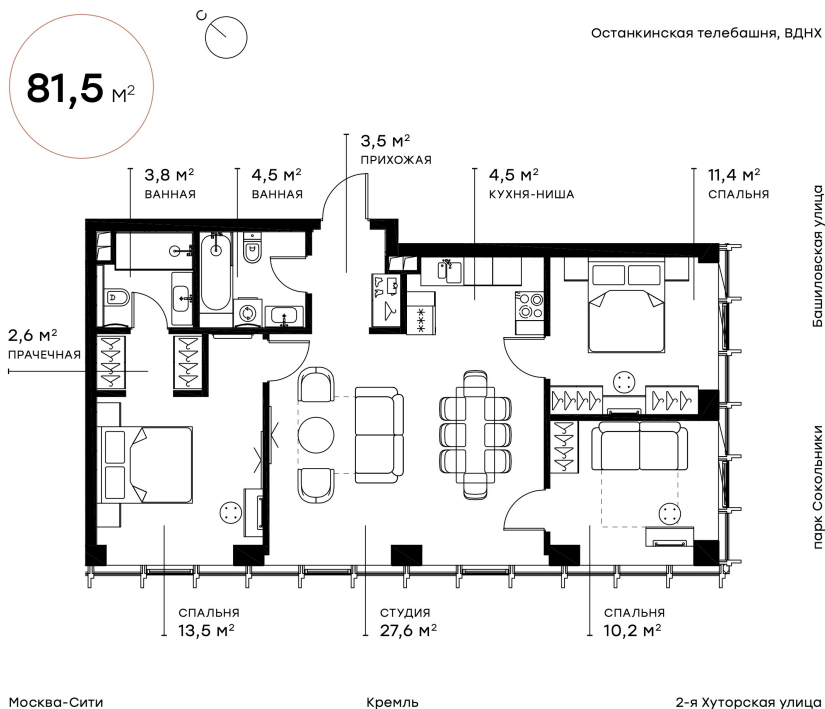 С
Останкинская телебашня, ВДНХ
81,5 м²
3,5 м²
ПРИХОЖАЯ
3,8 м²
ВАННАЯ
4,5 м²
ВАННАЯ
4,5 м²
КУХНЯ-НИША
11,4 м²
СПАЛЬНЯ
Башиловская улица
2,6 м²
ПРАЧЕЧНАЯ
парк Сокольники
СПАЛЬНЯ
13,5 м²
СТУДИЯ
27,6 м²
СПАЛЬНЯ
10,2 м²
Москва-Сити
Кремль
2-я Хуторская улица